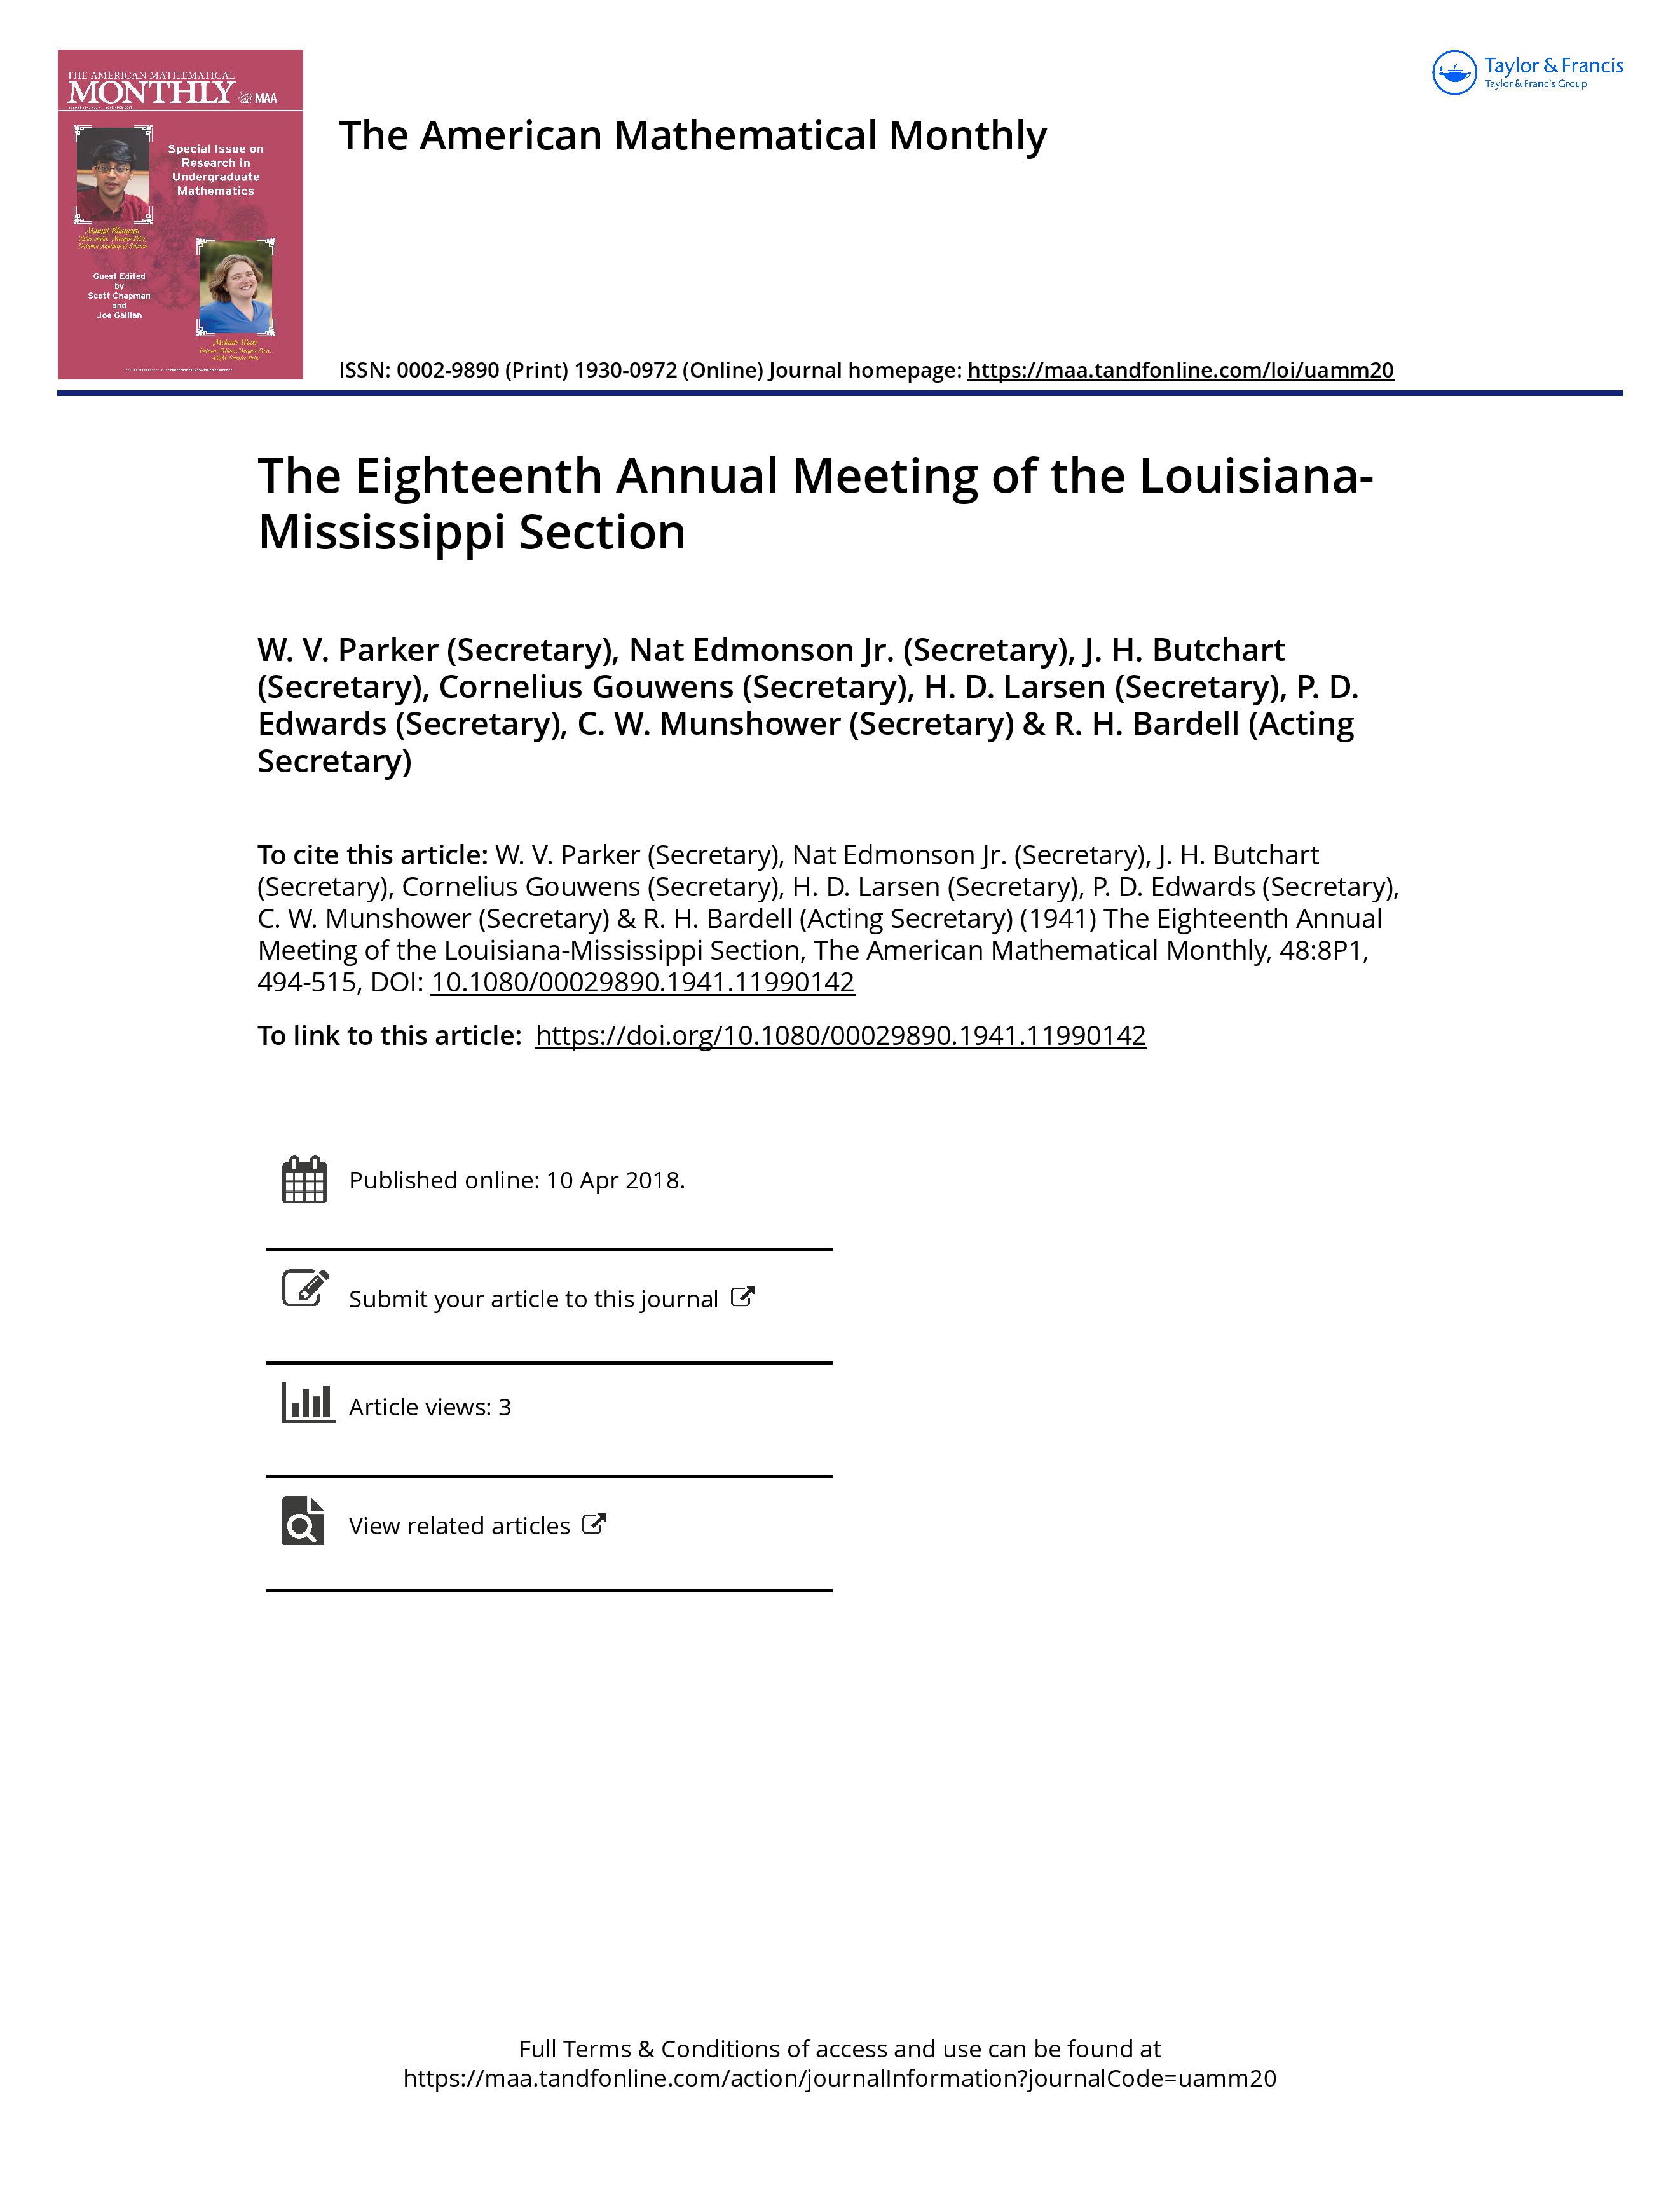 THE AMERICAN MATHEMATICAL
MONTHLY MAA
Special Issue on
Research in
Undergraduate
Mathematics
Manjul Bhargava
Guest Edited
by
Scott Chapman
and
Joe Gallian
Melanie Wood
Taylor & Francis
Taylor & Francis Group
The American Mathematical Monthly
ISSN: 0002-9890 (Print) 1930-0972 (Online) Journal homepage: https://maa.tandfonline.com/loi/uamm20
The Eighteenth Annual Meeting of the Louisiana-
Mississippi Section
W. V. Parker (Secretary), Nat Edmonson Jr. (Secretary), J. H. Butchart
(Secretary), Cornelius Gouwens (Secretary), H. D. Larsen (Secretary), P. D.
Edwards (Secretary), C. W. Munshower (Secretary) & R. H. Bardell (Acting
Secretary)
To cite this article: W. V. Parker (Secretary), Nat Edmonson Jr. (Secretary), J. H. Butchart
(Secretary), Cornelius Gouwens (Secretary), H. D. Larsen (Secretary), P. D. Edwards (Secretary),
C. W. Munshower (Secretary) & R. H. Bardell (Acting Secretary) (1941) The Eighteenth Annual
Meeting of the Louisiana-Mississippi Section, The American Mathematical Monthly, 48:8P1,
494-515, DOI: 10.1080/00029890.1941.11990142
To link to this article: https://doi.org/10.1080/00029890.1941.11990142
Published online: 10 Apr 2018.
Submit your article to this journal
Article views: 3
View related articles
Full Terms & Conditions of access and use can be found at
https://maa.tandfonline.com/action/journalInformation?journalCode=uamm20